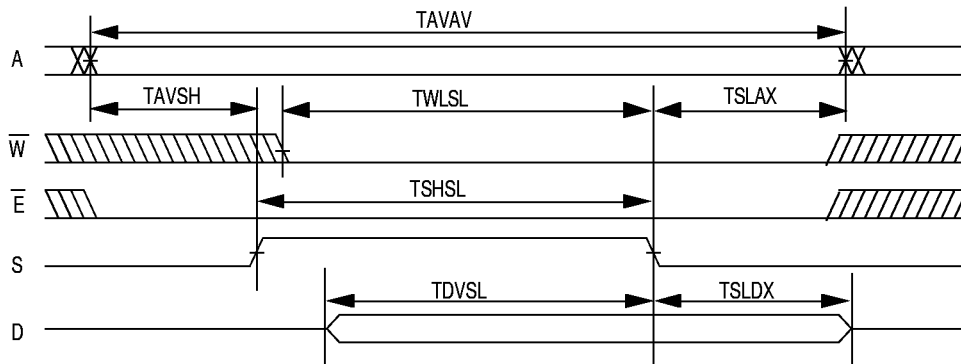 TAVAV
A
TAVSH TWLSL TSLAX
W̅
TSHSL
E̅
S
TDVSL TSLDX
D